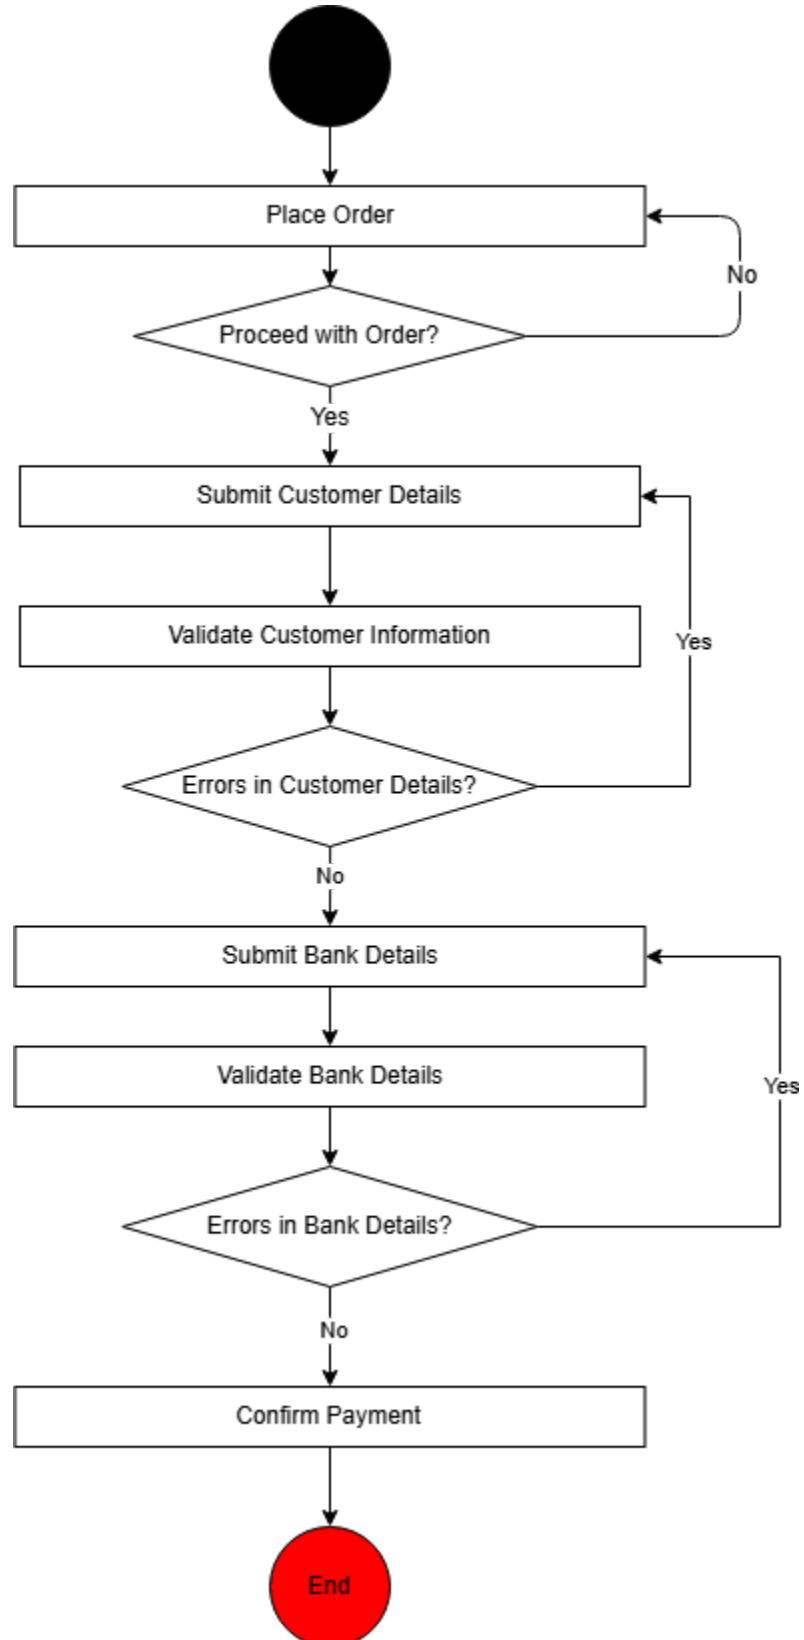 Place Order
No
Proceed with Order?
Yes
Submit Customer Details
Validate Customer Information
Yes
Errors in Customer Details?
No
Submit Bank Details
Validate Bank Details
Yes
Errors in Bank Details?
No
Confirm Payment
End